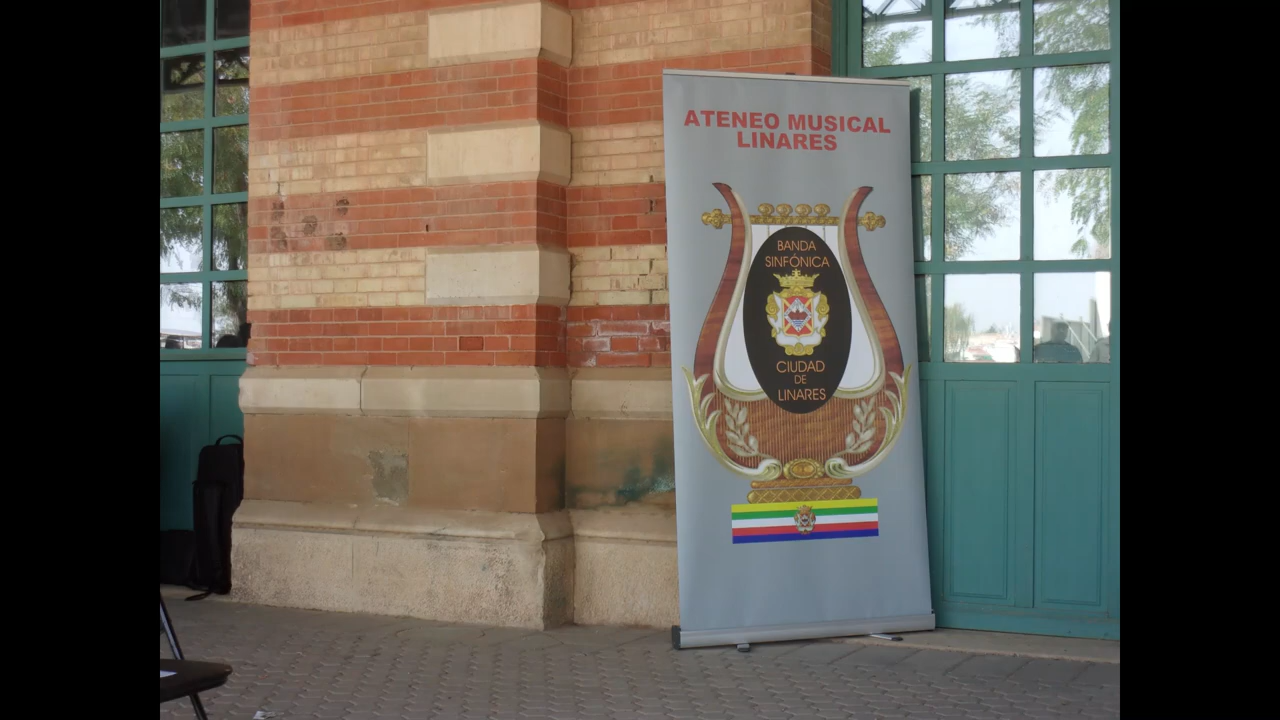 ATENEO MUSICAL
LINARES
BANDA
SINFÓNICA
CIUDAD
DE
LINARES